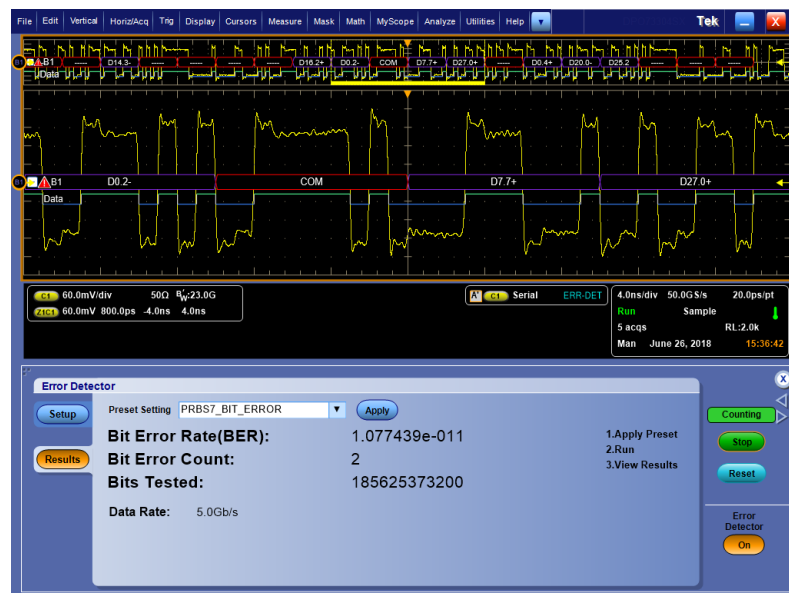 File Edit Vertical Horiz/Acq Trig Display Cursors Measure Mask Math MyScope Analyze Utilities Help Tek X
B1 B1 ----- D14.3- ----- ----- ----- ----- D16.2+ D0.2- COM D7.7+ D27.0+ ----- D0.4+ D20.0- D25.2 ----- ----- -----
Data
B1 B1 D0.2- COM D7.7+ D27.0+
Data
C1 60.0mV/div 50Ω BW:23.0G
Z1C1 60.0mV 800.0ps -4.0ns 4.0ns
A' C1 Serial ERR-DET
4.0ns/div 50.0GS/s 20.0ps/pt
Run Sample
5 acqs RL:2.0k
Man June 26, 2018 15:36:42
Error Detector
X
Setup
Results
Preset Setting PRBS7_BIT_ERROR Apply
Bit Error Rate(BER): 1.077439e-011
Bit Error Count: 2
Bits Tested: 185625373200
Data Rate: 5.0Gb/s
1.Apply Preset
2.Run
3.View Results
Counting
Stop
Reset
Error
Detector
On